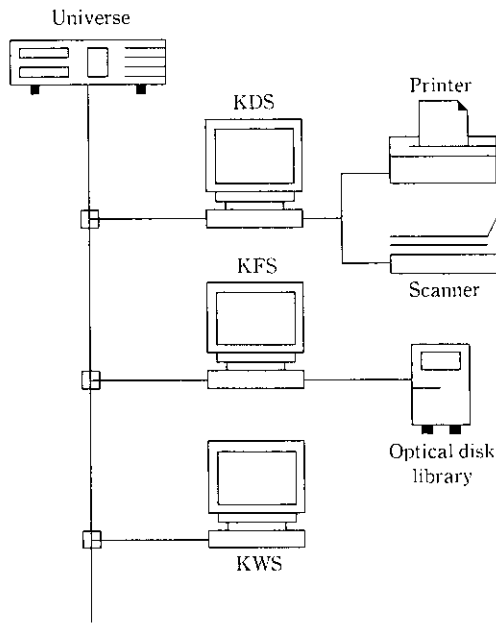 Universe
KDS
Printer
Scanner
KFS
Optical disk
library
KWS